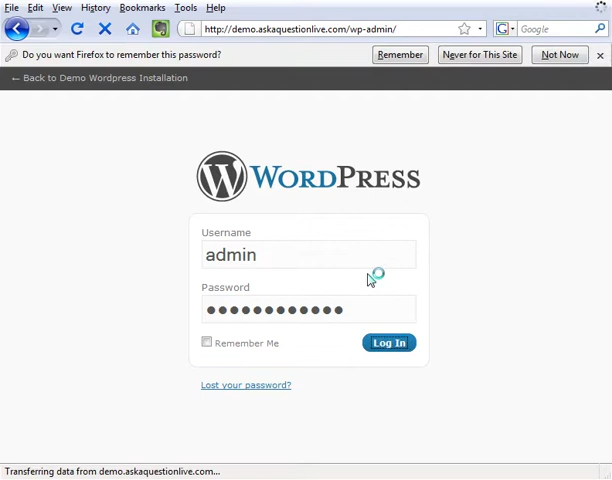 File Edit View History Bookmarks Tools Help
http://demo.askaquestionlive.com/wp-admin/ Google
Do you want Firefox to remember this password? Remember Never for This Site Not Now
← Back to Demo Wordpress Installation
WORDPRESS
Username
admin
Password
●●●●●●●●●●●●
Remember Me Log In
Lost your password?
Transferring data from demo.askaquestionlive.com...